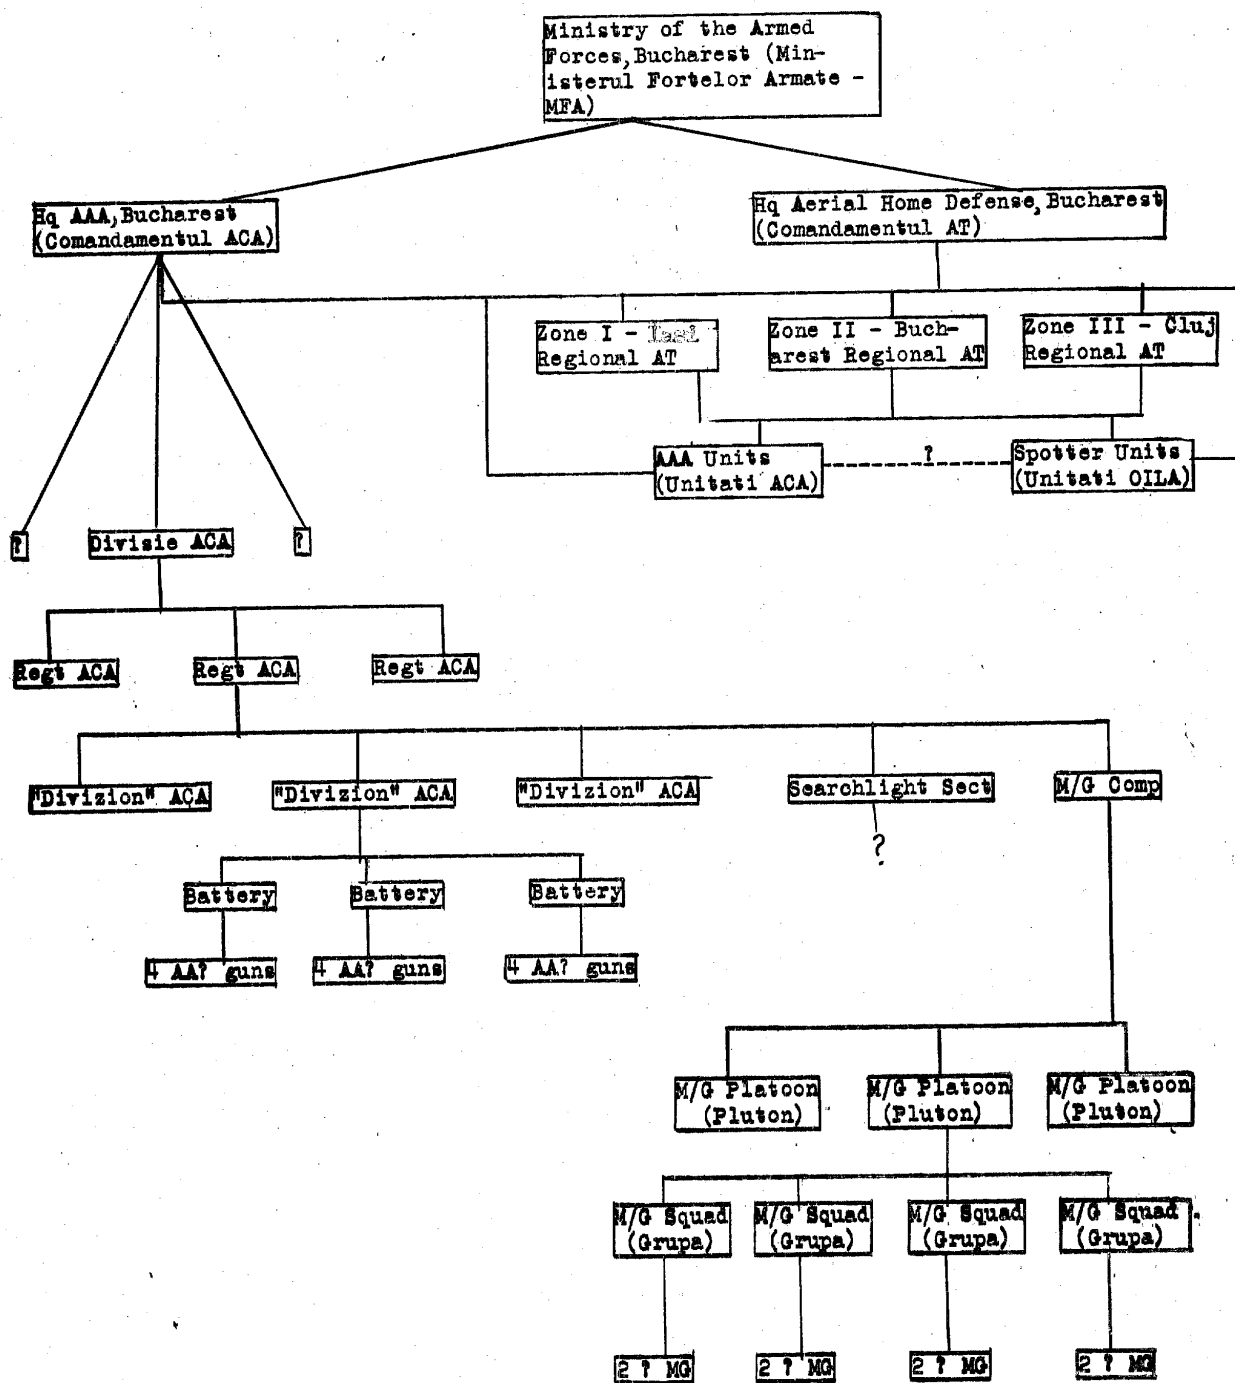 Ministry of the Armed
Forces,Bucharest (Min-
isterul Fortelor Armate -
MFA)
Hq AAA,Bucharest
(Comandamentul ACA)
Hq Aerial Home Defense,Bucharest
(Comandamentul AT)
Zone I - Iasi
Regional AT
Zone II - Buch-
arest Regional AT
Zone III - Cluj
Regional AT
AAA Units
(Unitati ACA)
?
Spotter Units
(Unitati OILA)
?
Divisie ACA
?
Regt ACA
Regt ACA
Regt ACA
"Divizion" ACA
"Divizion" ACA
"Divizion" ACA
Searchlight Sect
M/G Comp
?
Battery
Battery
Battery
4 AA? guns
4 AA? guns
4 AA? guns
M/G Platoon
(Pluton)
M/G Platoon
(Pluton)
M/G Platoon
(Pluton)
M/G Squad
(Grupa)
M/G Squad
(Grupa)
M/G Squad
(Grupa)
M/G Squad
(Grupa)
2 ? MG
2 ? MG
2 ? MG
2 ? MG